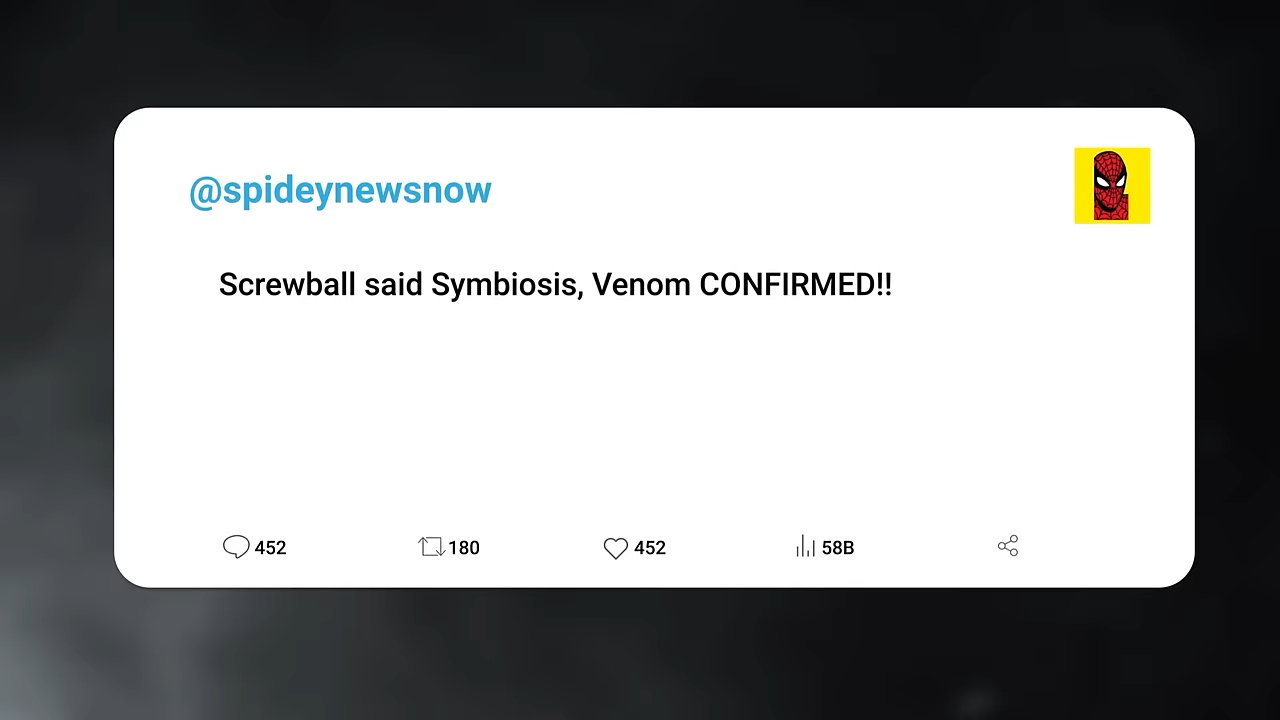 @spideynewsnow
Screwball said Symbiosis, Venom CONFIRMED!!
452 180 452 58B